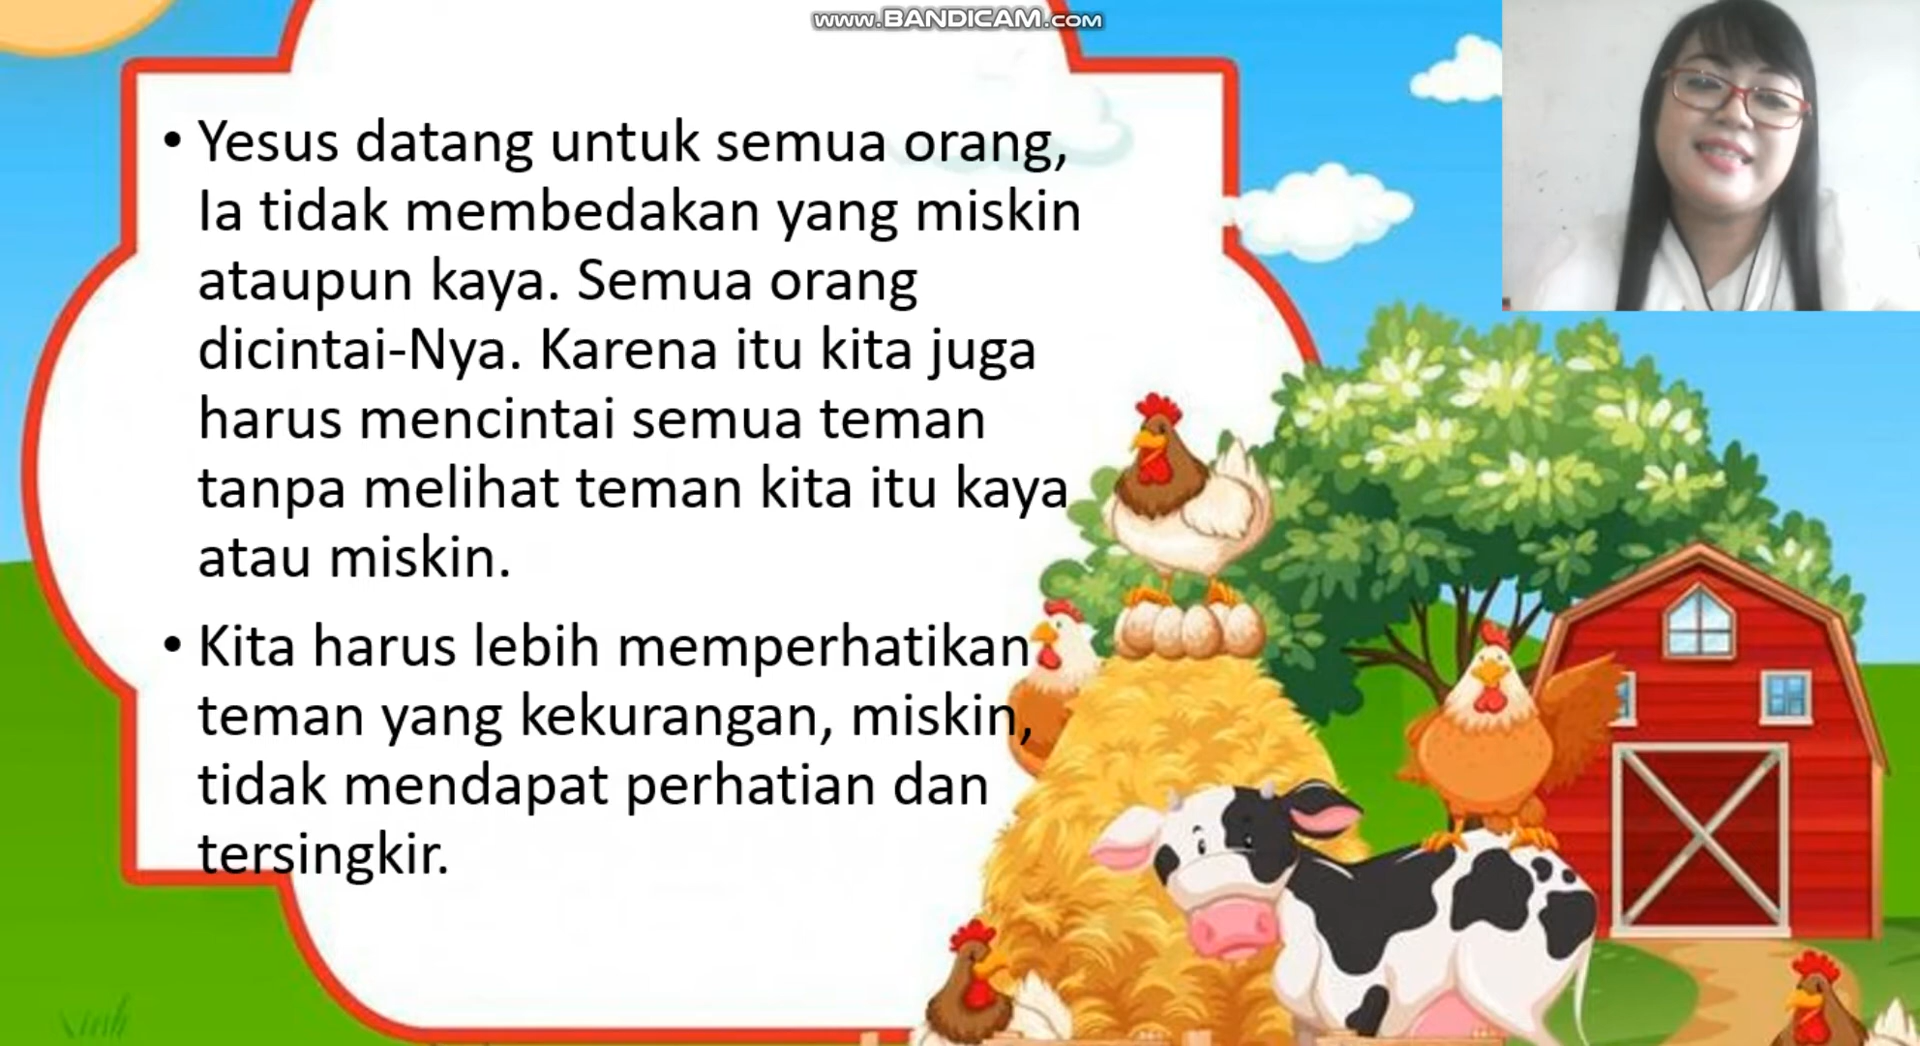 www.BANDICAM.com
• Yesus datang untuk semua orang,
Ia tidak membedakan yang miskin
ataupun kaya. Semua orang
dicintai-Nya. Karena itu kita juga
harus mencintai semua teman
tanpa melihat teman kita itu kaya
atau miskin.
• Kita harus lebih memperhatikan
teman yang kekurangan, miskin,
tidak mendapat perhatian dan
tersingkir.